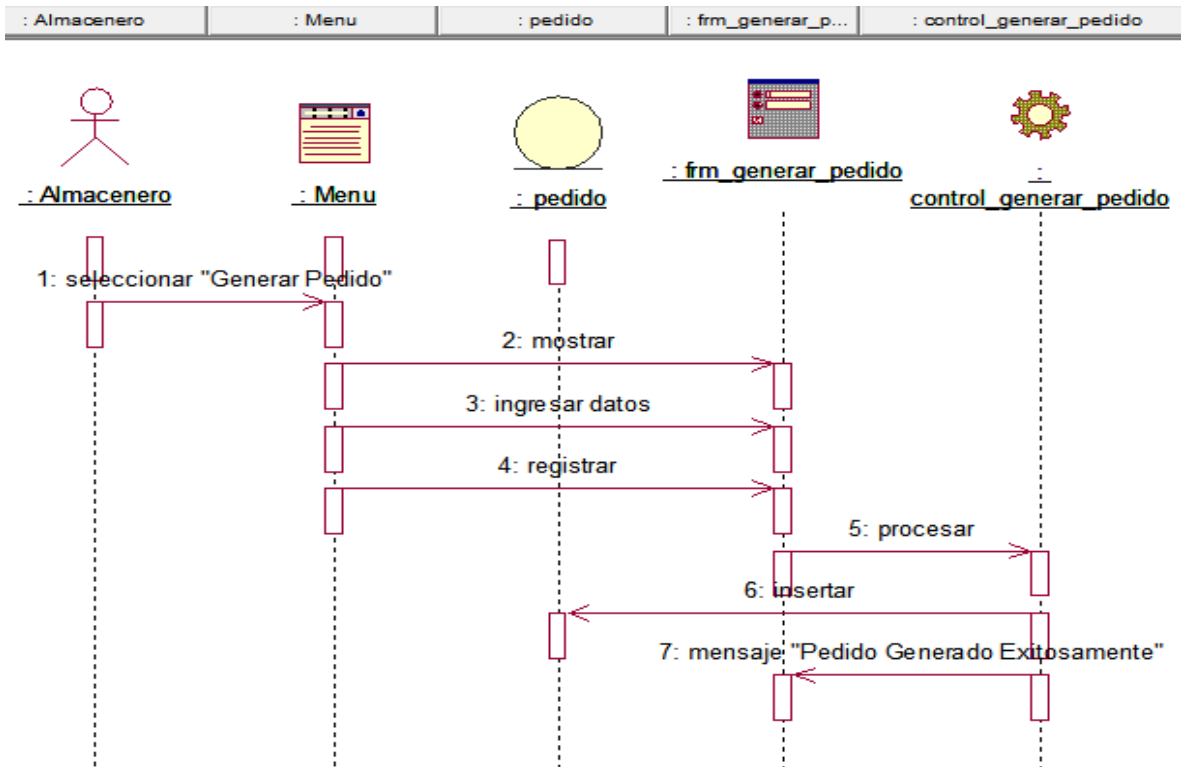 : Almacenero
: Menu
: pedido
: frm_generar_p...
: control_generar_pedido
: Almacenero
: Menu
: pedido
: frm_generar_pedido
:
control_generar_pedido
1: seleccionar "Generar Pedido"
2: mostrar
3: ingresar datos
4: registrar
5: procesar
6: insertar
7: mensaje "Pedido Generado Exitosamente"